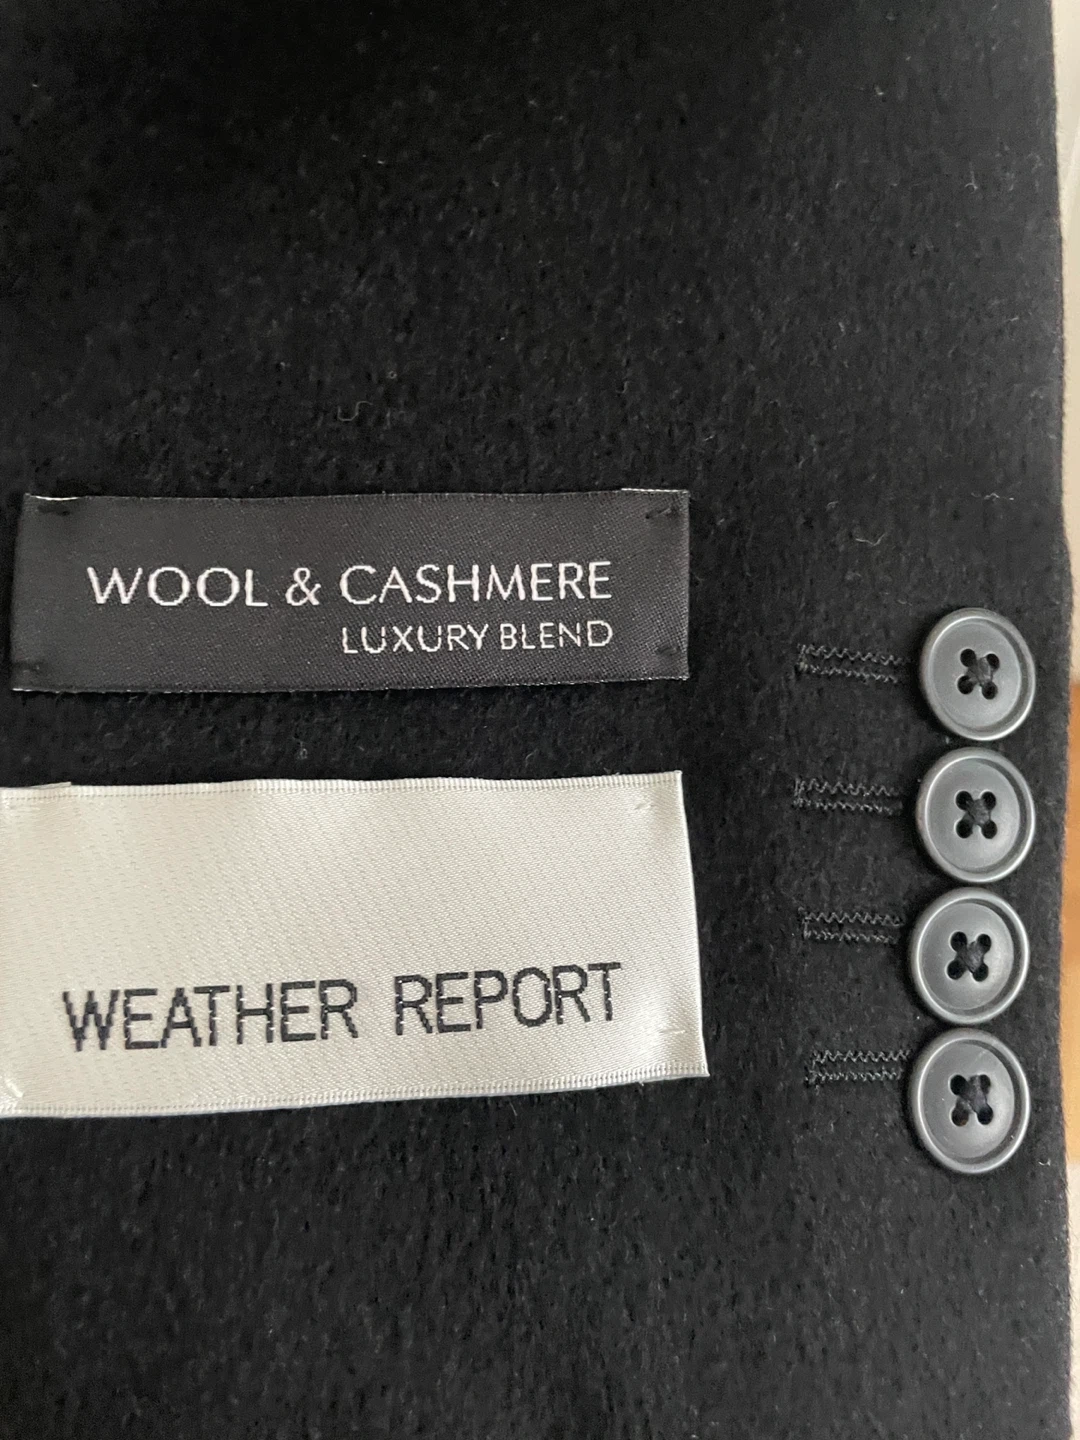 WOOL & CASHMERE
LUXURY BLEND
WEATHER REPORT